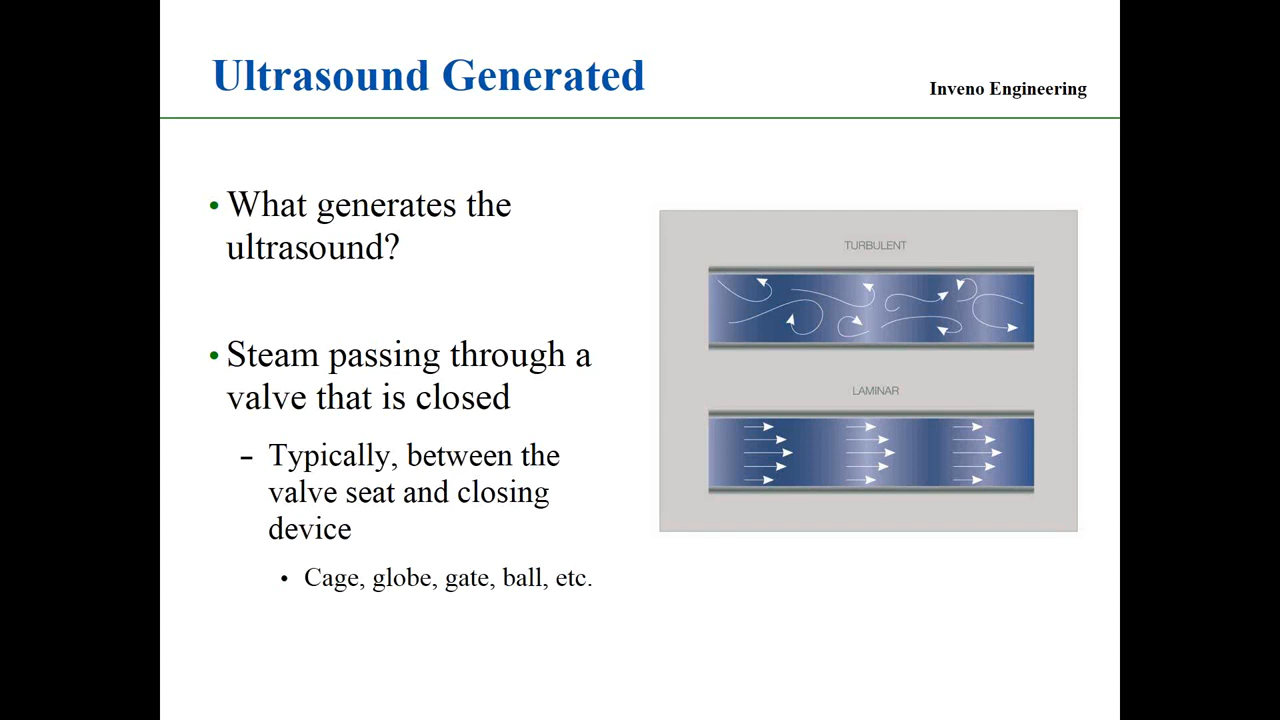 Ultrasound Generated
Inveno Engineering
• What generates the
ultrasound?
• Steam passing through a
valve that is closed
– Typically, between the
valve seat and closing
device
• Cage, globe, gate, ball, etc.
TURBULENT
LAMINAR